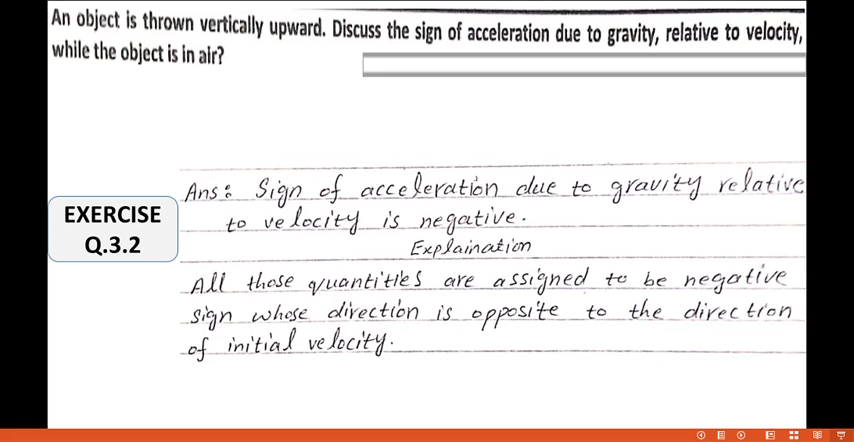 An object is thrown vertically upward. Discuss the sign of acceleration due to gravity, relative to velocity,
while the object is in air?
EXERCISE
Q.3.2
Ans: Sign of acceleration due to gravity relative
to velocity is negative.
Explaination
All those quantities are assigned to be negative
sign whose direction is opposite to the direction
of initial velocity.